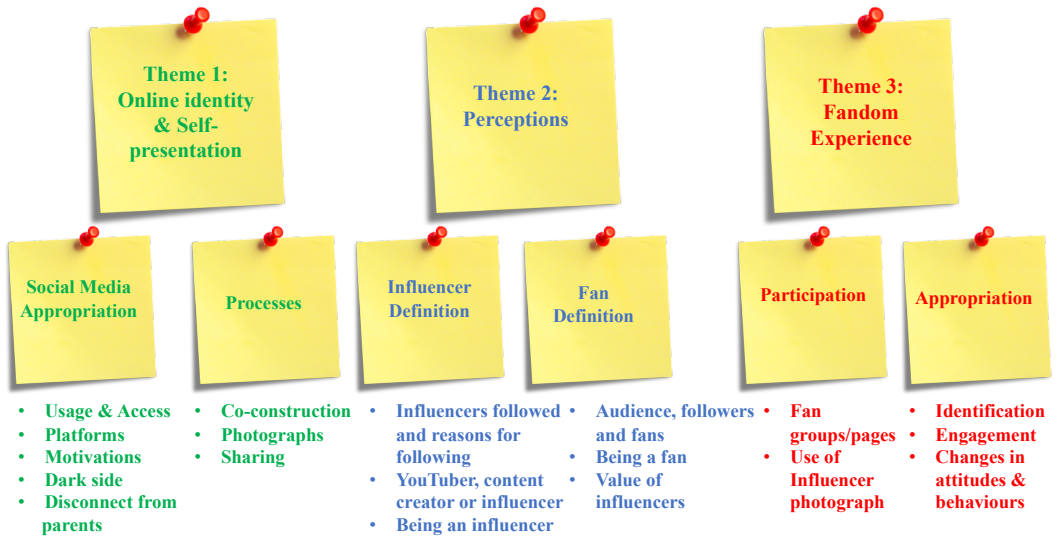 Theme 1:
Online identity
& Self-
presentation
Theme 2:
Perceptions
Theme 3:
Fandom
Experience
Social Media
Appropriation
Processes
Influencer
Definition
Fan
Definition
Participation
Appropriation
• Usage & Access
• Platforms
• Motivations
• Dark side
• Disconnect from
parents
• Co-construction
• Photographs
• Sharing
• Influencers followed
and reasons for
following
• YouTuber, content
creator or influencer
• Being an influencer
• Audience, followers
and fans
• Being a fan
• Value of
influencers
• Fan
groups/pages
• Use of
Influencer
photograph
• Identification
• Engagement
• Changes in
attitudes &
behaviours